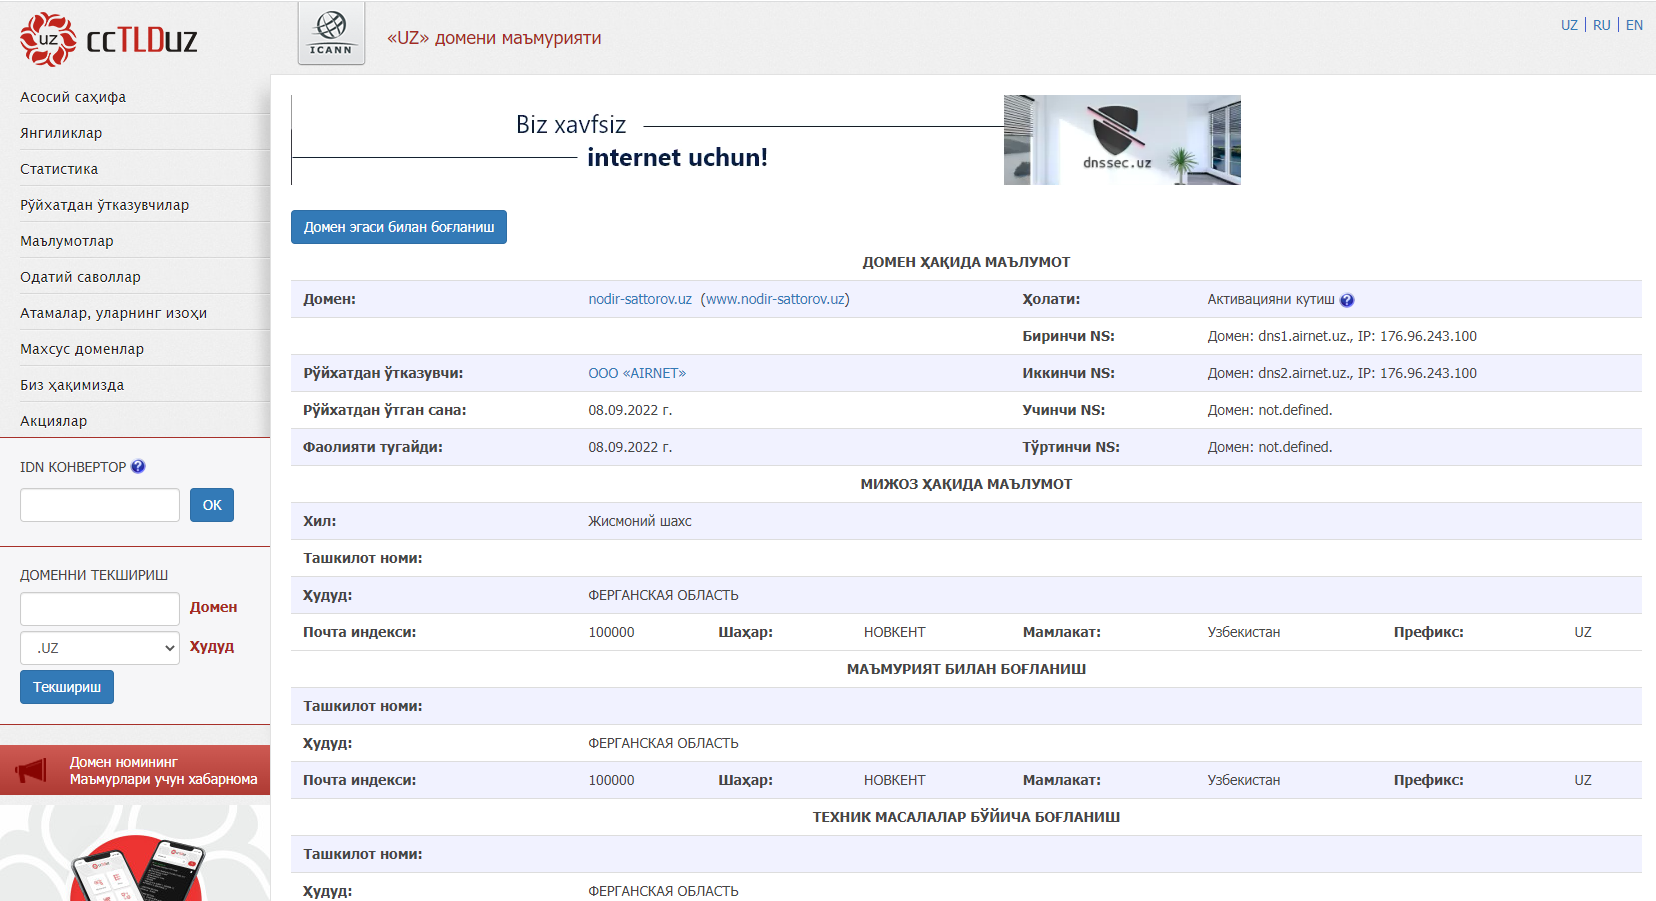 UZ ccTLDuz
ICANN
«UZ» домени маъмурияти
UZ | RU | EN
Асосий саҳифа
Янгиликлар
Статистика
Рўйхатдан ўтказувчилар
Маълумотлар
Одатий саволлар
Атамалар, уларнинг изоҳи
Махсус доменлар
Биз ҳақимизда
Акциялар
IDN КОНВЕРТОР ?
OK
ДОМЕННИ ТЕКШИРИШ
Домен
.UZ Ҳудуд
Текшириш
Домен номининг
Маъмурлари учун хабарнома
Biz xavfsiz
internet uchun!
dnssec.uz
Домен эгаси билан боғланиш
ДОМЕН ҲАҚИДА МАЪЛУМОТ
Домен: nodir-sattorov.uz (www.nodir-sattorov.uz) Ҳолати: Активацияни кутиш ?
Биринчи NS: Домен: dns1.airnet.uz., IP: 176.96.243.100
Рўйхатдан ўтказувчи: ООО «AIRNET» Иккинчи NS: Домен: dns2.airnet.uz., IP: 176.96.243.100
Рўйхатдан ўтган сана: 08.09.2022 г. Учинчи NS: Домен: not.defined.
Фаолияти тугайди: 08.09.2022 г. Тўртинчи NS: Домен: not.defined.
МИЖОЗ ҲАҚИДА МАЪЛУМОТ
Хил: Жисмоний шахс
Ташкилот номи:
Ҳудуд: ФЕРГАНСКАЯ ОБЛАСТЬ
Почта индекси: 100000 Шаҳар: НОВКЕНТ Мамлакат: Узбекистан Префикс: UZ
МАЪМУРИЯТ БИЛАН БОҒЛАНИШ
Ташкилот номи:
Ҳудуд: ФЕРГАНСКАЯ ОБЛАСТЬ
Почта индекси: 100000 Шаҳар: НОВКЕНТ Мамлакат: Узбекистан Префикс: UZ
ТЕХНИК МАСАЛАЛАР БЎЙИЧА БОҒЛАНИШ
Ташкилот номи:
Ҳудуд: ФЕРГАНСКАЯ ОБЛАСТЬ